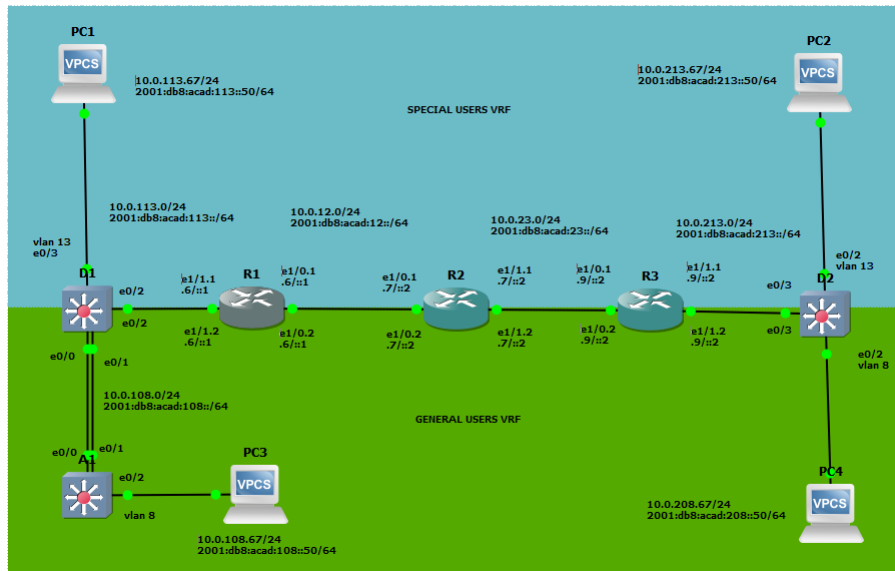 PC1
VPCS
10.0.113.67/24
2001:db8:acad:113::50/64
PC2
VPCS
10.0.213.67/24
2001:db8:acad:213::50/64
SPECIAL USERS VRF
10.0.113.0/24
2001:db8:acad:113::/64
10.0.12.0/24
2001:db8:acad:12::/64
10.0.23.0/24
2001:db8:acad:23::/64
10.0.213.0/24
2001:db8:acad:213::/64
vlan 13
e0/3
D1
e0/2
e0/2
e1/1.1
.6/::1
R1
e1/0.1
.6/::1
e1/1.2
.6/::1
e1/0.2
.6/::1
e1/0.1
.7/::2
R2
e1/1.1
.7/::2
e1/0.2
.7/::2
e1/1.2
.7/::2
e1/0.1
.9/::2
R3
e1/1.1
.9/::2
e1/0.2
.9/::2
e1/1.2
.9/::2
e0/2
vlan 13
D2
e0/3
e0/3
e0/2
vlan 8
e0/0
e0/1
10.0.108.0/24
2001:db8:acad:108::/64
GENERAL USERS VRF
e0/0
e0/1
A1
e0/2
vlan 8
PC3
VPCS
10.0.108.67/24
2001:db8:acad:108::50/64
PC4
VPCS
10.0.208.67/24
2001:db8:acad:208::50/64